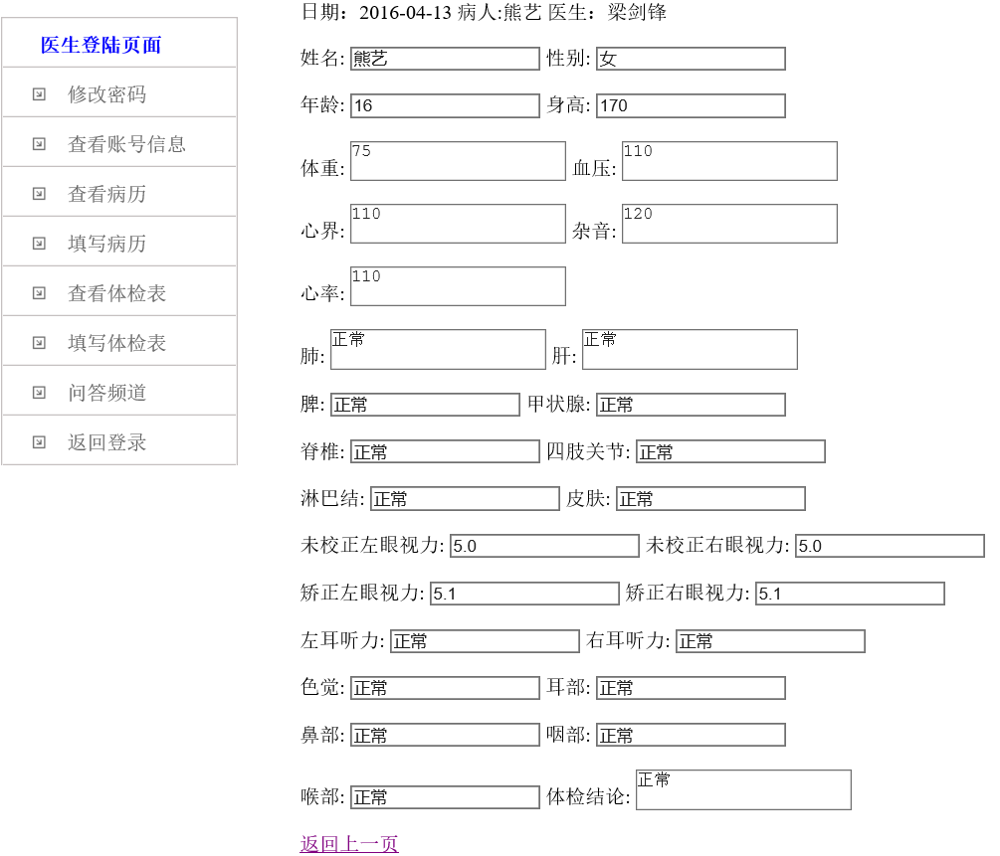 医生登陆页面
修改密码
查看账号信息
查看病历
填写病历
查看体检表
填写体检表
问答频道
返回登录
日期：2016-04-13 病人:熊艺 医生：梁剑锋
姓名: 熊艺 性别: 女
年龄: 16 身高: 170
体重: 75 血压: 110
心界: 110 杂音: 120
心率: 110
肺: 正常 肝: 正常
脾: 正常 甲状腺: 正常
脊椎: 正常 四肢关节: 正常
淋巴结: 正常 皮肤: 正常
未校正左眼视力: 5.0 未校正右眼视力: 5.0
矫正左眼视力: 5.1 矫正右眼视力: 5.1
左耳听力: 正常 右耳听力: 正常
色觉: 正常 耳部: 正常
鼻部: 正常 咽部: 正常
喉部: 正常 体检结论: 正常
返回上一页